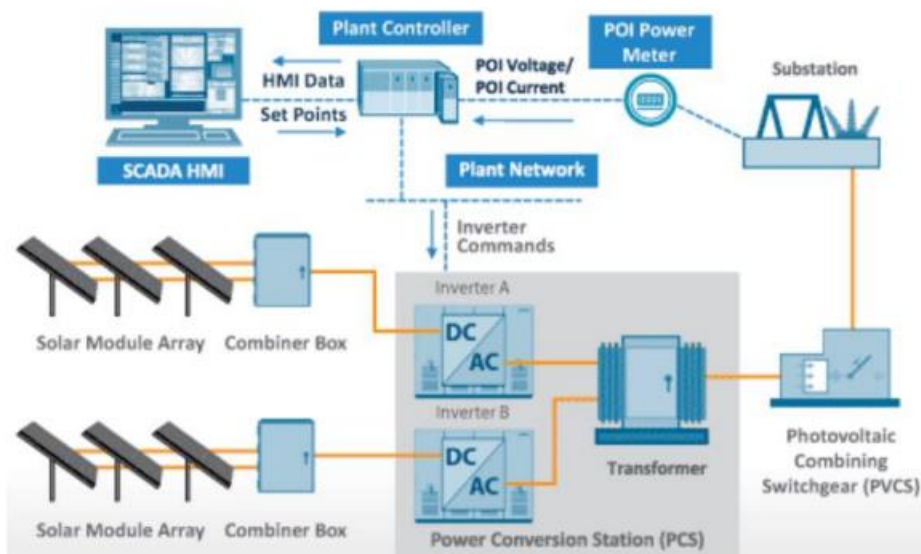 Plant Controller
POI Power
Meter
Substation
HMI Data
Set Points
POI Voltage/
POI Current
SCADA HMI
Plant Network
Inverter
Commands
Inverter A
DC
AC
Solar Module Array
Combiner Box
Inverter B
DC
AC
Transformer
Photovoltaic
Combining
Switchgear (PVCS)
Solar Module Array
Combiner Box
Power Conversion Station (PCS)